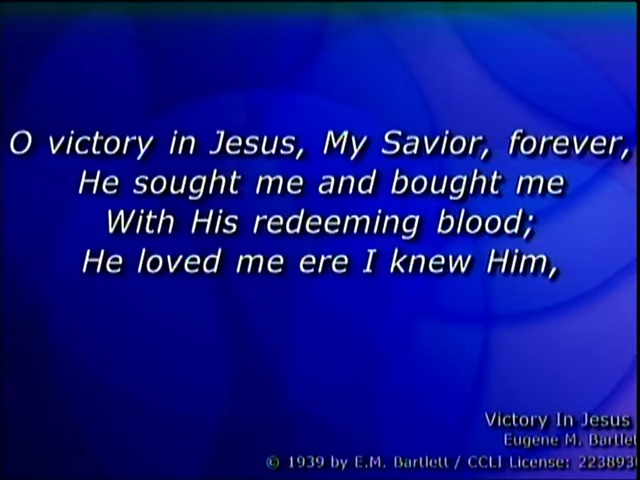 O victory in Jesus, My Savior, forever,
He sought me and bought me
With His redeeming blood;
He loved me ere I knew Him,
Victory In Jesus
Eugene M. Bartlet
© 1939 by E.M. Bartlett / CCLI License: 223893